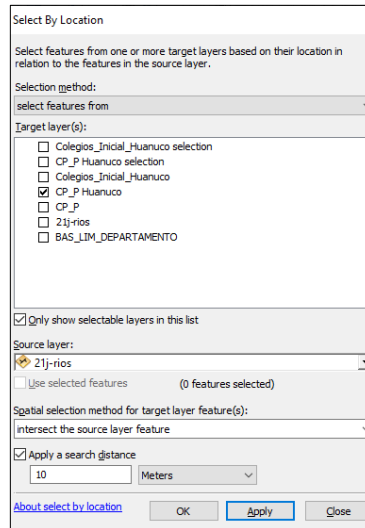 Select By Location
Select features from one or more target layers based on their location in
relation to the features in the source layer.
Selection method:
select features from
Target layer(s):
Colegios_Inicial_Huanuco selection
CP_P Huanuco selection
Colegios_Inicial_Huanuco
CP_P Huanuco
CP_P
21j-rios
BAS_LIM_DEPARTAMENTO
Only show selectable layers in this list
Source layer:
21j-rios
Use selected features (0 features selected)
Spatial selection method for target layer feature(s):
intersect the source layer feature
Apply a search distance
10 Meters
About select by location OK Apply Close